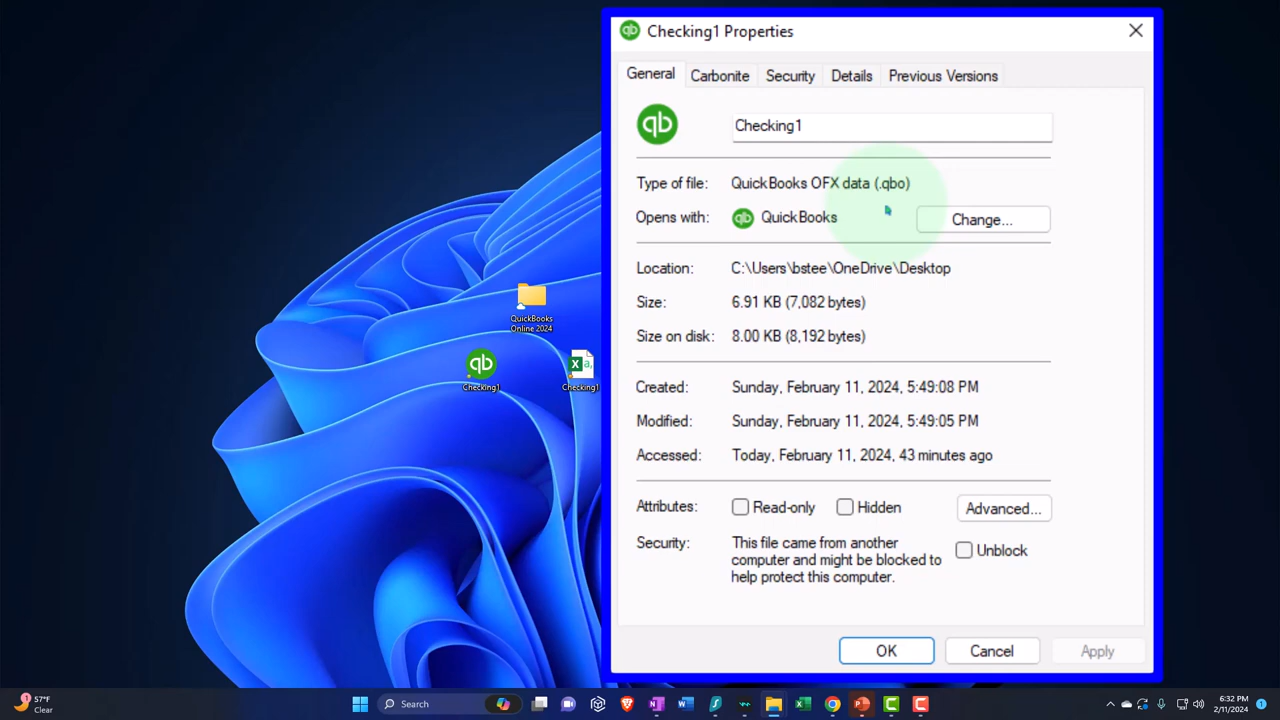 Checking1 Properties
General
Carbonite
Security
Details
Previous Versions
qb
Checking1
Type of file:
QuickBooks OFX data (.qbo)
Opens with:
qb
QuickBooks
Change...
Location:
C:\Users\bstee\OneDrive\Desktop
Size:
6.91 KB (7,082 bytes)
Size on disk:
8.00 KB (8,192 bytes)
Created:
Sunday, February 11, 2024, 5:49:08 PM
Modified:
Sunday, February 11, 2024, 5:49:05 PM
Accessed:
Today, February 11, 2024, 43 minutes ago
Attributes:
Read-only
Hidden
Advanced...
Security:
This file came from another
computer and might be blocked to
help protect this computer.
Unblock
OK
Cancel
Apply
QuickBooks
Online 2024
qb
Checking1
Checking1
57°F
Clear
Search
6:32 PM
2/11/2024